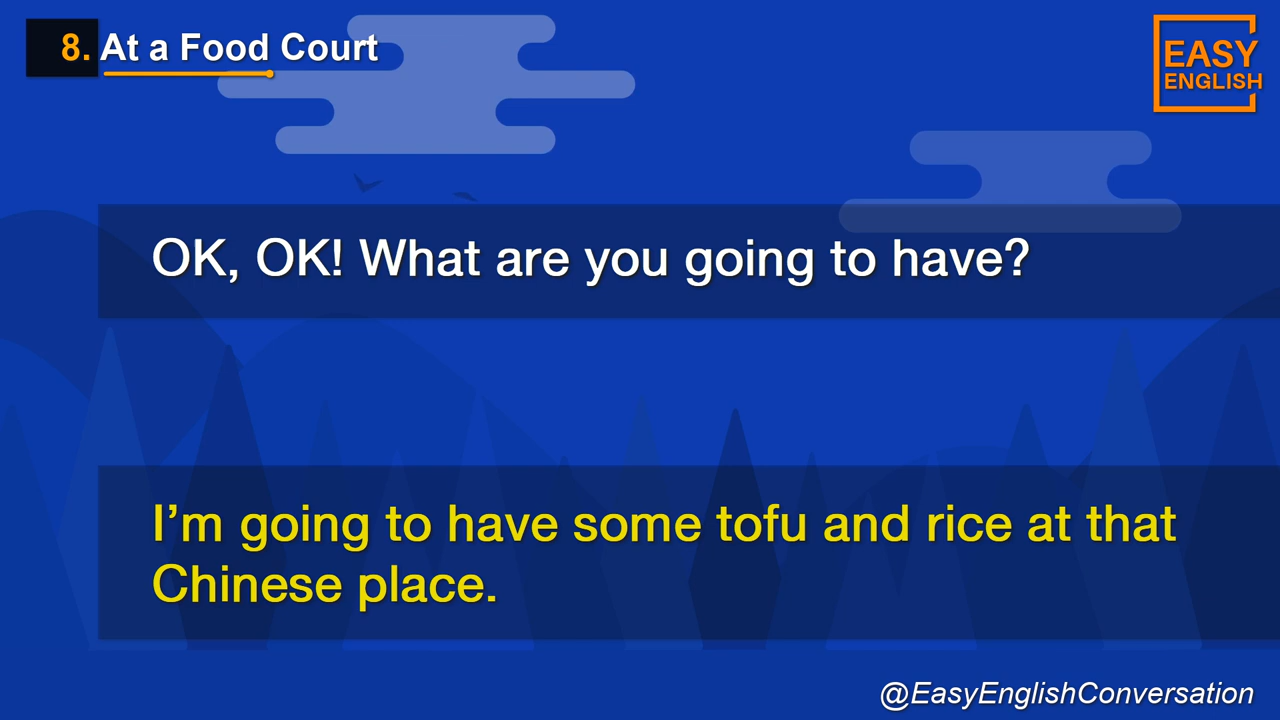 8. At a Food Court
EASY
ENGLISH
OK, OK! What are you going to have?
I'm going to have some tofu and rice at that
Chinese place.
@EasyEnglishConversation